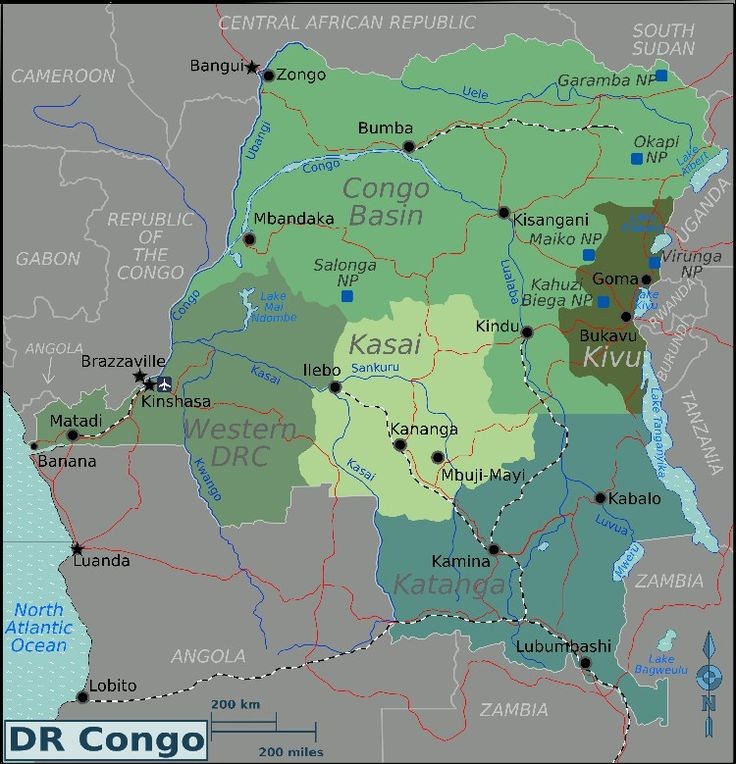 CENTRAL AFRICAN REPUBLIC
SOUTH
SUDAN
CAMEROON
Bangui
Zongo
Garamba NP
Uele
Ubangi
Bumba
Okapi
NP
Lake
Albert
Congo
Congo
Basin
UGANDA
REPUBLIC
OF THE
CONGO
Mbandaka
Kisangani
Maiko NP
GABON
Salonga
NP
Lualaba
Virunga
NP
Goma
Kahuzi
Biega NP
Lake
Kivu
RWANDA
Congo
Lake
Mai
Ndombe
Kindu
Bukavu
BURUNDI
Kasai
Kivu
ANGOLA
Brazzaville
Kinshasa
Kasai
Ilebo
Sankuru
Lake Tanganyika
TANZANIA
Matadi
Banana
Western
DRC
Kananga
Mbuji-Mayi
Kwango
Kasai
Kabalo
Luvua
Luanda
Kamina
Mweru
Katanga
ZAMBIA
North
Atlantic
Ocean
ANGOLA
Lubumbashi
Lake
Bagweulu
Lobito
200 km
200 miles
ZAMBIA
N
DR Congo